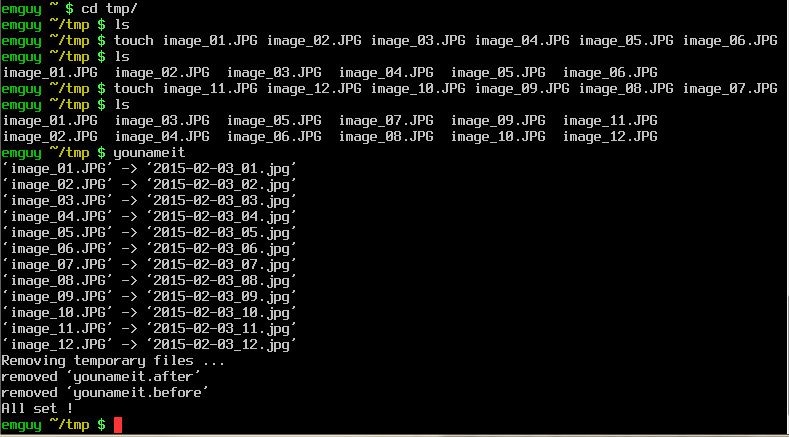 emguy ~ $ cd tmp/
emguy ~/tmp $ ls
emguy ~/tmp $ touch image_01.JPG image_02.JPG image_03.JPG image_04.JPG image_05.JPG image_06.JPG
emguy ~/tmp $ ls
image_01.JPG  image_02.JPG  image_03.JPG  image_04.JPG  image_05.JPG  image_06.JPG
emguy ~/tmp $ touch image_11.JPG image_12.JPG image_10.JPG image_09.JPG image_08.JPG image_07.JPG
emguy ~/tmp $ ls
image_01.JPG  image_03.JPG  image_05.JPG  image_07.JPG  image_09.JPG  image_11.JPG
image_02.JPG  image_04.JPG  image_06.JPG  image_08.JPG  image_10.JPG  image_12.JPG
emguy ~/tmp $ younameit
‘image_01.JPG’ -> ‘2015-02-03_01.jpg’
‘image_02.JPG’ -> ‘2015-02-03_02.jpg’
‘image_03.JPG’ -> ‘2015-02-03_03.jpg’
‘image_04.JPG’ -> ‘2015-02-03_04.jpg’
‘image_05.JPG’ -> ‘2015-02-03_05.jpg’
‘image_06.JPG’ -> ‘2015-02-03_06.jpg’
‘image_07.JPG’ -> ‘2015-02-03_07.jpg’
‘image_08.JPG’ -> ‘2015-02-03_08.jpg’
‘image_09.JPG’ -> ‘2015-02-03_09.jpg’
‘image_10.JPG’ -> ‘2015-02-03_10.jpg’
‘image_11.JPG’ -> ‘2015-02-03_11.jpg’
‘image_12.JPG’ -> ‘2015-02-03_12.jpg’
Removing temporary files ...
removed ‘younameit.after’
removed ‘younameit.before’
All set !
emguy ~/tmp $